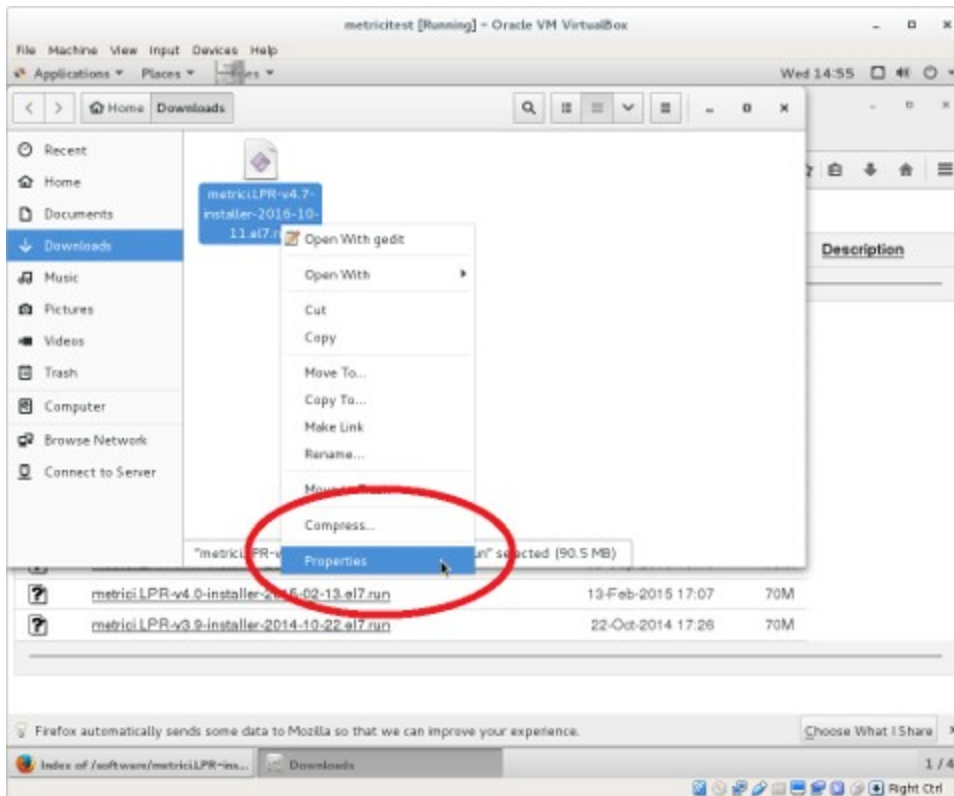 metricitest [Running] - Oracle VM VirtualBox
File Machine View Input Devices Help
Applications Places Files Wed 14:55
Home Downloads
Recent
Home
Documents
Downloads
Music
Pictures
Videos
Trash
Computer
Browse Network
Connect to Server
metrici.LPR-v4.7-
installer-2016-10-
11.el7.r
Open With gedit
Open With
Cut
Copy
Move To...
Copy To...
Make Link
Rename...
Compress...
Properties
"metrici.LPR-v un" selected (90.5 MB)
Description
metrici.LPR-v4.0-installer-2015-02-13.el7.run 13-Feb-2015 17:07 70M
metrici.LPR-v3.9-installer-2014-10-22.el7.run 22-Oct-2014 17:26 70M
Firefox automatically sends some data to Mozilla so that we can improve your experience. Choose What I Share
Index of /software/metrici.LPR-ins... Downloads 1 / 4
Right Ctrl